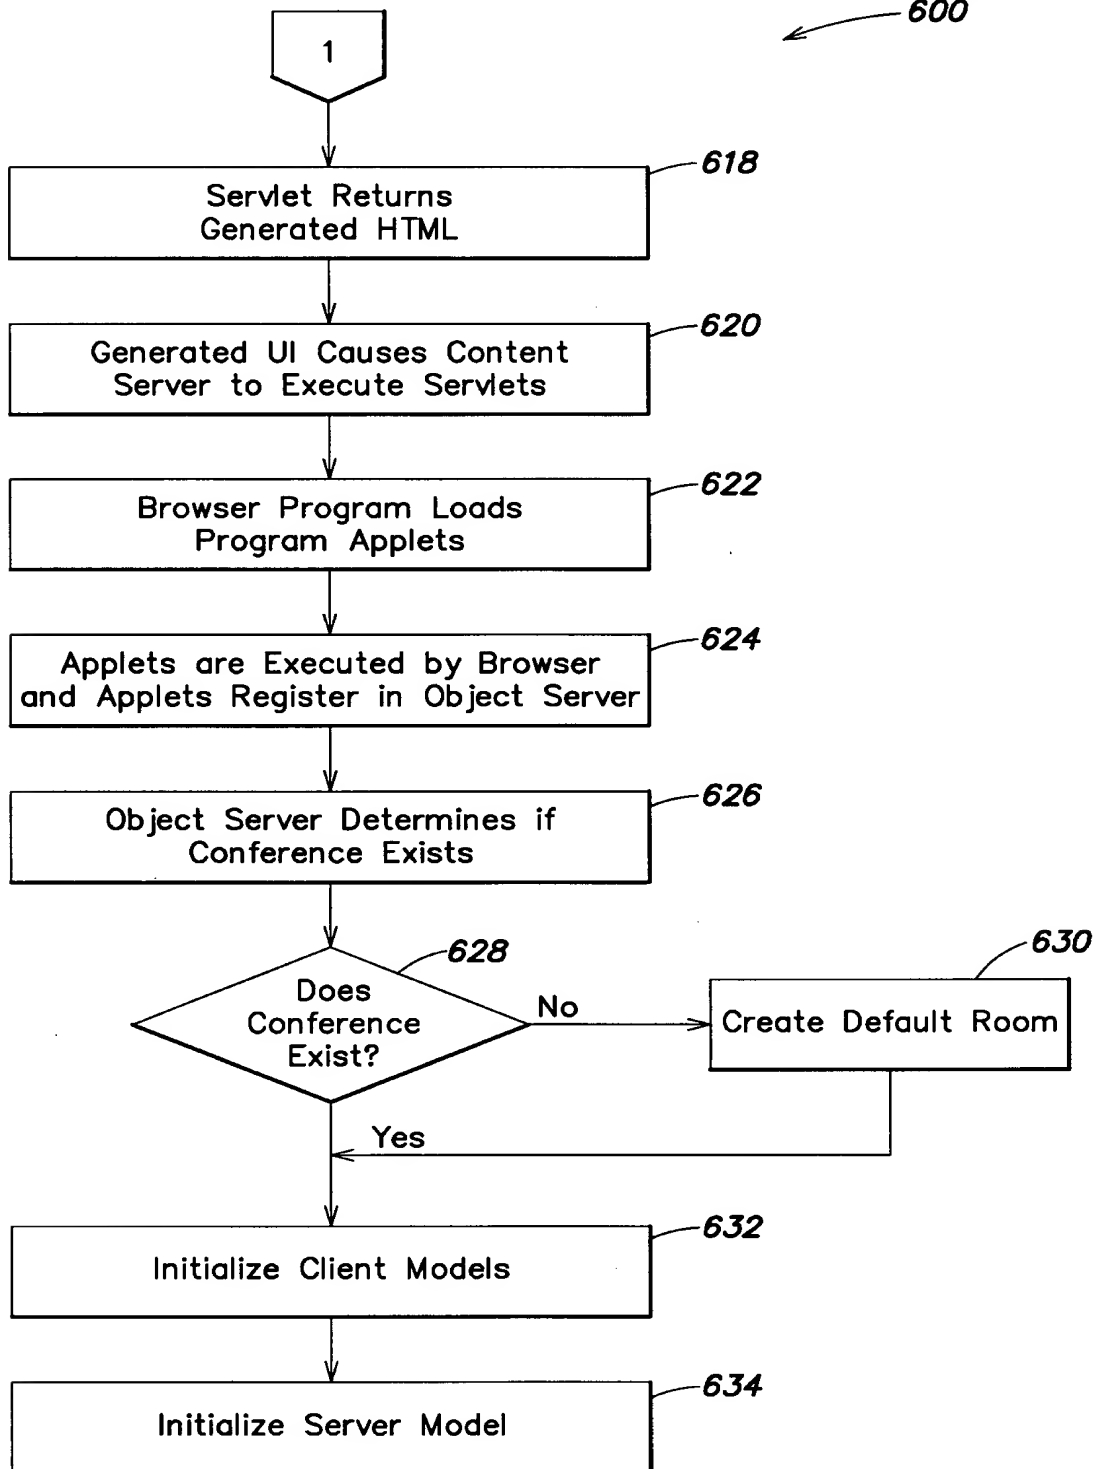 600
1
618
Servlet Returns
Generated HTML
620
Generated UI Causes Content
Server to Execute Servlets
622
Browser Program Loads
Program Applets
624
Applets are Executed by Browser
and Applets Register in Object Server
626
Object Server Determines if
Conference Exists
628
Does
Conference
Exist?
No
630
Create Default Room
Yes
632
Initialize Client Models
634
Initialize Server Model